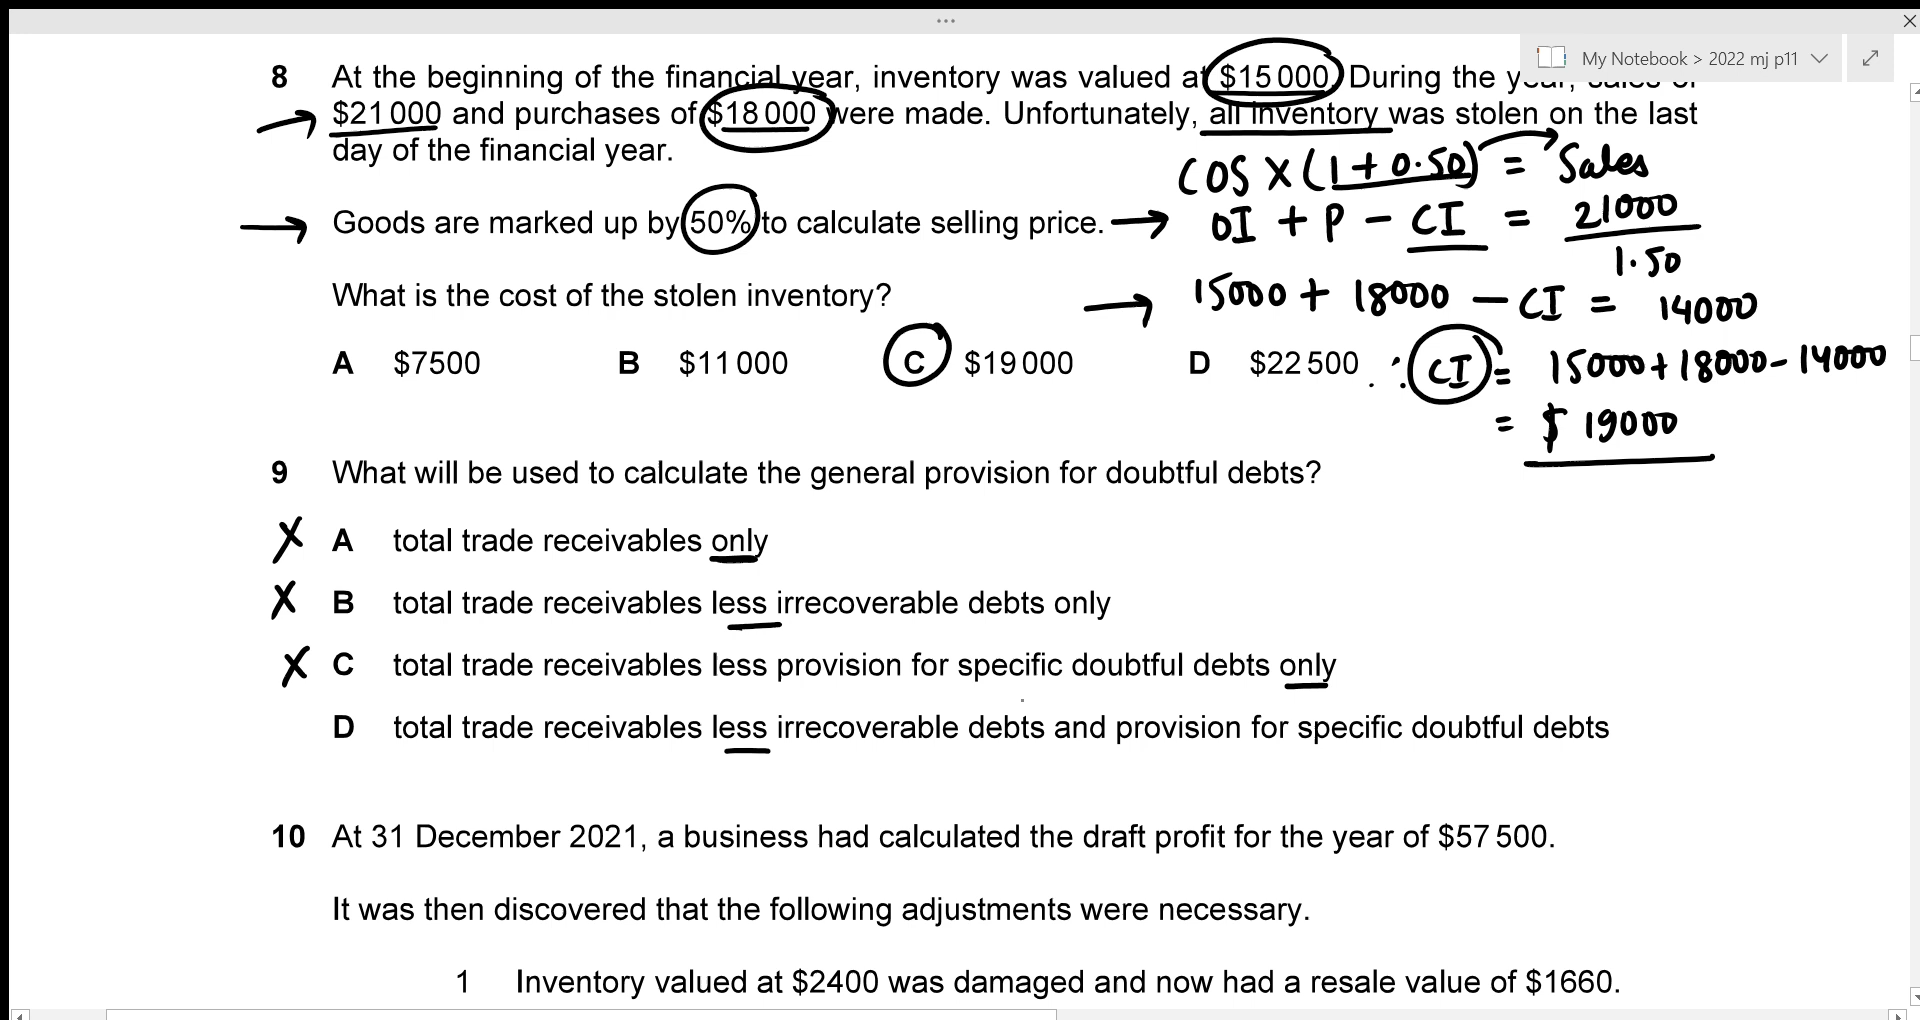 My Notebook > 2022 mj p11
8 At the beginning of the financial year, inventory was valued at $15 000. During the year, sales of
$21 000 and purchases of $18 000 were made. Unfortunately, all inventory was stolen on the last
day of the financial year.
COS X (1 + 0.50) = Sales
Goods are marked up by 50% to calculate selling price.
OI + P - CI = 21000
1.50
What is the cost of the stolen inventory?
15000 + 18000 - CI = 14000
A $7500 B $11 000 C $19 000 D $22 500
∴ CI = 15000 + 18000 - 14000
= $ 19000
9 What will be used to calculate the general provision for doubtful debts?
X A total trade receivables only
X B total trade receivables less irrecoverable debts only
X C total trade receivables less provision for specific doubtful debts only
D total trade receivables less irrecoverable debts and provision for specific doubtful debts
10 At 31 December 2021, a business had calculated the draft profit for the year of $57 500.
It was then discovered that the following adjustments were necessary.
1 Inventory valued at $2400 was damaged and now had a resale value of $1660.